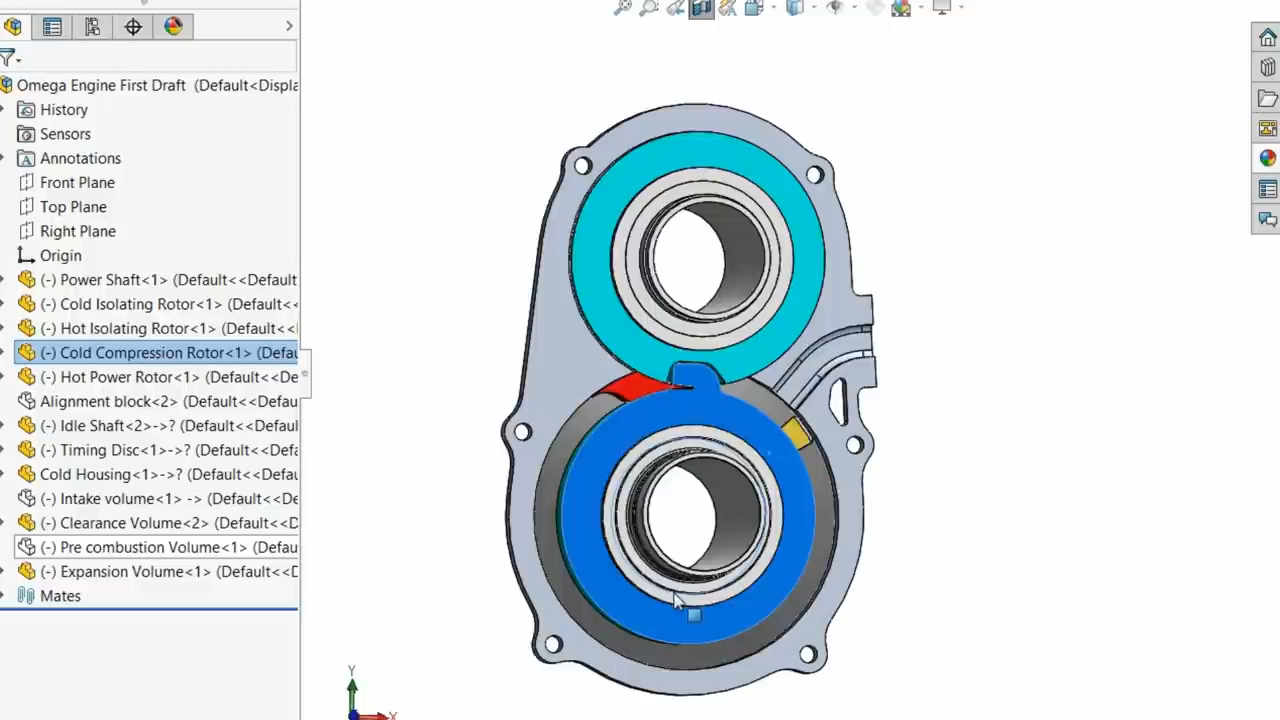 Omega Engine First Draft (Default<Displa
History
Sensors
Annotations
Front Plane
Top Plane
Right Plane
Origin
(-) Power Shaft<1> (Default<<Default
(-) Cold Isolating Rotor<1> (Default<<
(-) Hot Isolating Rotor<1> (Default<<
(-) Cold Compression Rotor<1> (Defau
(-) Hot Power Rotor<1> (Default<<De
Alignment block<2> (Default<<Default
(-) Idle Shaft<2>->? (Default<<Default
(-) Timing Disc<1>->? (Default<<Defa
Cold Housing<1>->? (Default<<Default
(-) Intake volume<1> -> (Default<<De
(-) Clearance Volume<2> (Default<<D
(-) Pre combustion Volume<1> (Defau
(-) Expansion Volume<1> (Default<<D
Mates
Y
X